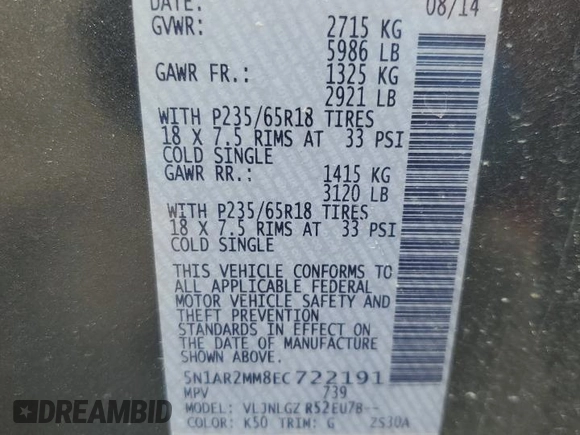 DATE: 08/14
GVWR: 2715 KG
5986 LB
GAWR FR.: 1325 KG
2921 LB
WITH P235/65R18 TIRES
18 X 7.5 RIMS AT 33 PSI
COLD SINGLE
GAWR RR.: 1415 KG
3120 LB
WITH P235/65R18 TIRES
18 X 7.5 RIMS AT 33 PSI
COLD SINGLE
THIS VEHICLE CONFORMS TO
ALL APPLICABLE FEDERAL
MOTOR VEHICLE SAFETY AND
THEFT PREVENTION
STANDARDS IN EFFECT ON
THE DATE OF MANUFACTURE
SHOWN ABOVE.
5N1AR2MM8EC722191
MPV 739
MODEL: VLJNLGZ R52EU7B--
COLOR: K50 TRIM: G ZS30A